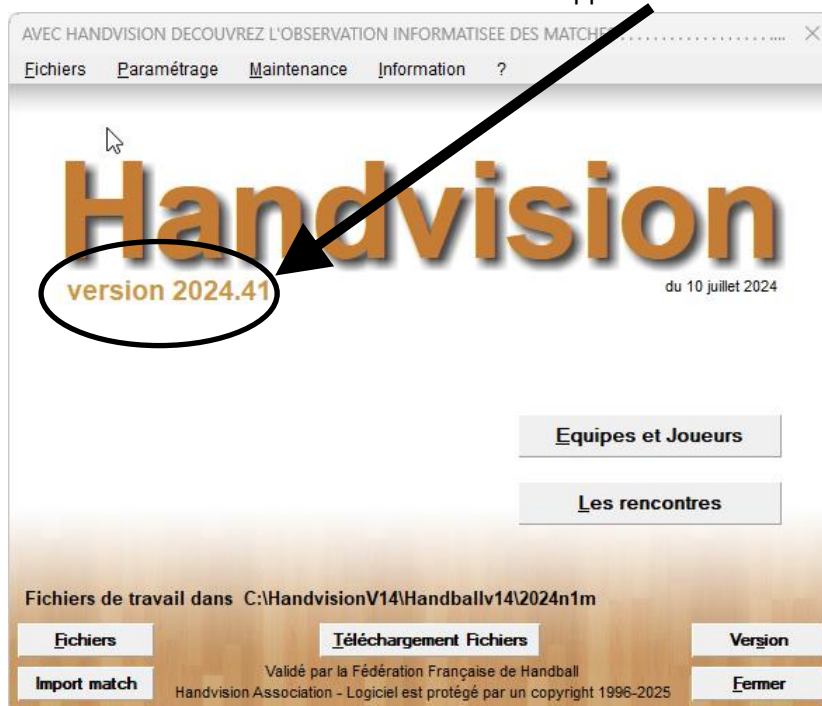 AVEC HANDVISION DECOUVREZ L'OBSERVATION INFORMATISEE DES MATCHES
Fichiers Paramétrage Maintenance Information ?
Handvision
version 2024.41
du 10 juillet 2024
Equipes et Joueurs
Les rencontres
Fichiers de travail dans C:\HandvisionV14\Handballv14\2024n1m
Fichiers Téléchargement Fichiers Version
Validé par la Fédération Française de Handball
Import match Handvision Association - Logiciel est protégé par un copyright 1996-2025 Fermer